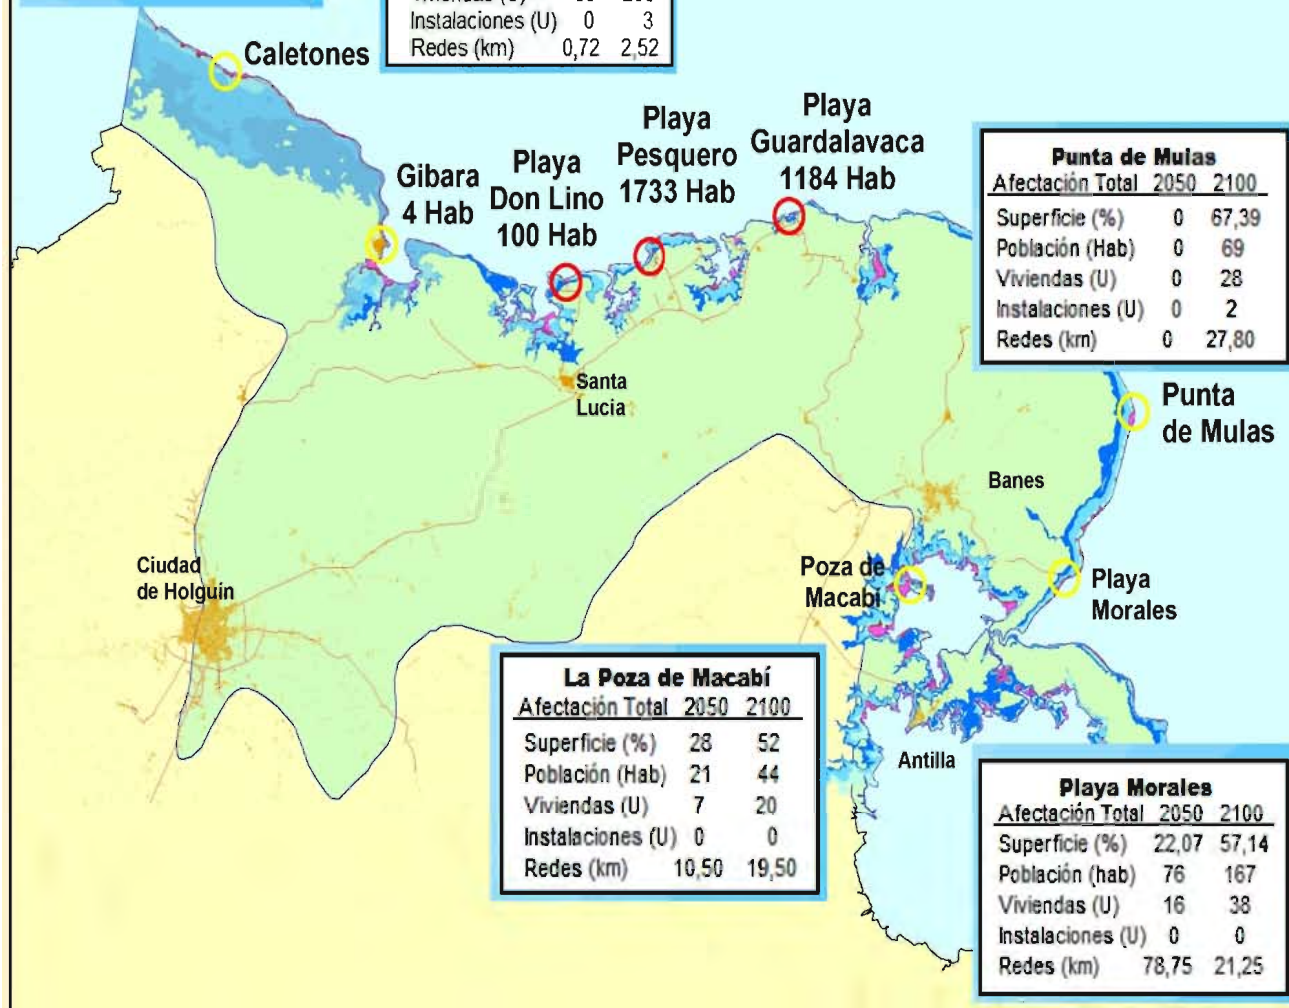 Instalaciones (U) 0 3
Redes (km) 0,72 2,52
Caletones
Gibara
4 Hab
Playa
Don Lino
100 Hab
Playa
Pesquero
1733 Hab
Playa
Guardalavaca
1184 Hab
Punta de Mulas
Afectación Total 2050 2100
Superficie (%) 0 67,39
Población (Hab) 0 69
Viviendas (U) 0 28
Instalaciones (U) 0 2
Redes (km) 0 27,80
Santa
Lucia
Punta
de Mulas
Banes
Ciudad
de Holguín
Poza de
Macabí
Playa
Morales
La Poza de Macabí
Afectación Total 2050 2100
Superficie (%) 28 52
Población (Hab) 21 44
Viviendas (U) 7 20
Instalaciones (U) 0 0
Redes (km) 10,50 19,50
Antilla
Playa Morales
Afectación Total 2050 2100
Superficie (%) 22,07 57,14
Población (hab) 76 167
Viviendas (U) 16 38
Instalaciones (U) 0 0
Redes (km) 78,75 21,25